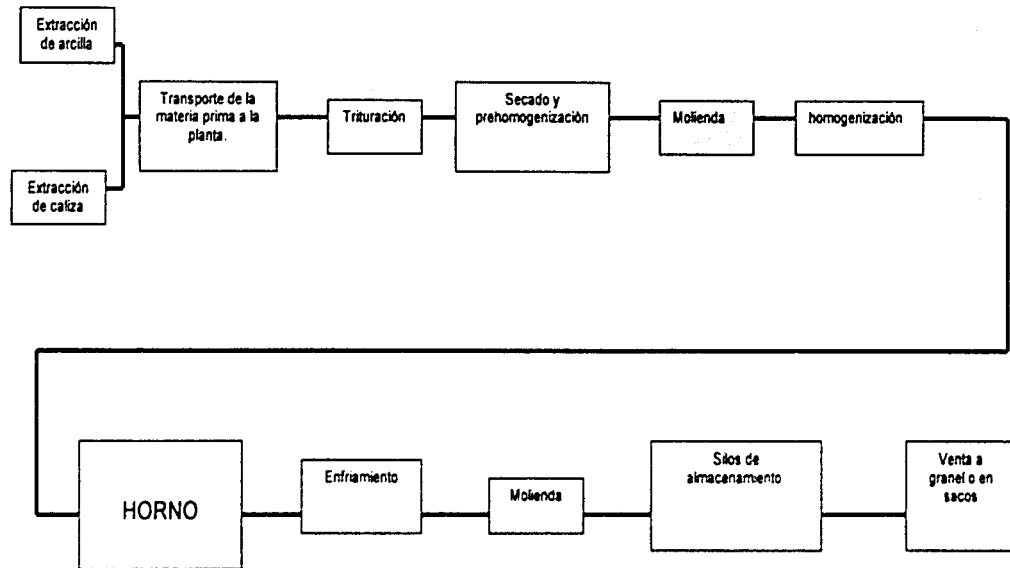 Extracción
de arcilla
Transporte de la
materia prima a la
planta.
Trituración
Secado y
prehomogenización
Molienda
homogenización
Extracción
de caliza
HORNO
Enfriamiento
Molienda
Silos de
almacenamiento
Venta a
granel o en
sacos